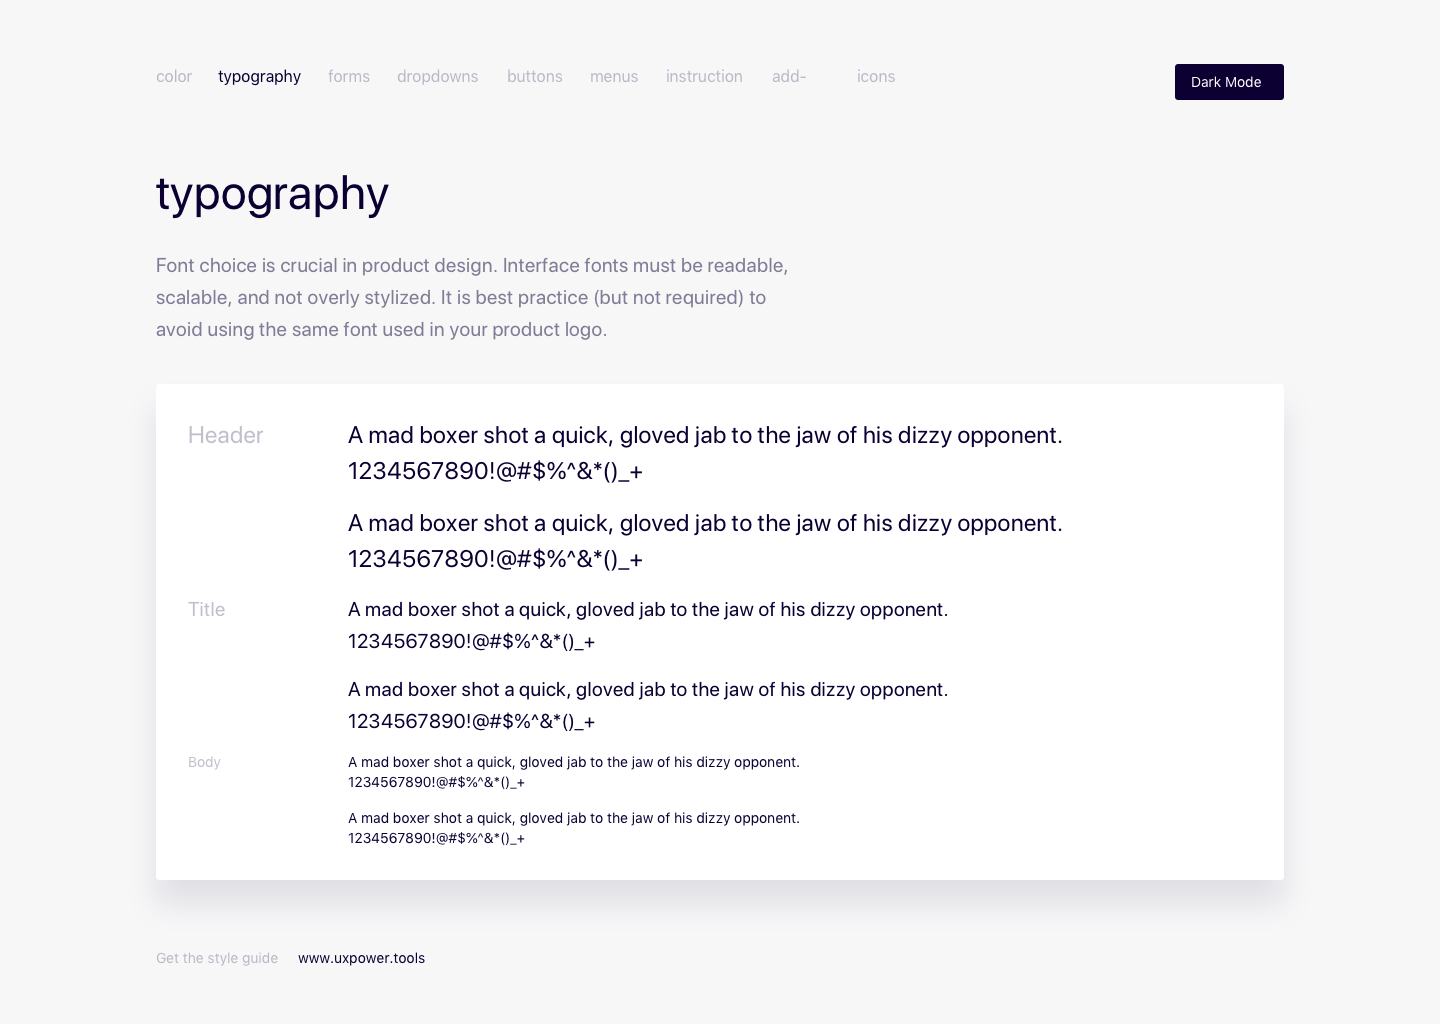 color typography forms dropdowns buttons menus instruction add- icons Dark Mode
typography
Font choice is crucial in product design. Interface fonts must be readable,
scalable, and not overly stylized. It is best practice (but not required) to
avoid using the same font used in your product logo.
Header A mad boxer shot a quick, gloved jab to the jaw of his dizzy opponent.
1234567890!@#$%^&*()_+
A mad boxer shot a quick, gloved jab to the jaw of his dizzy opponent.
1234567890!@#$%^&*()_+
Title A mad boxer shot a quick, gloved jab to the jaw of his dizzy opponent.
1234567890!@#$%^&*()_+
A mad boxer shot a quick, gloved jab to the jaw of his dizzy opponent.
1234567890!@#$%^&*()_+
Body A mad boxer shot a quick, gloved jab to the jaw of his dizzy opponent.
1234567890!@#$%^&*()_+
A mad boxer shot a quick, gloved jab to the jaw of his dizzy opponent.
1234567890!@#$%^&*()_+
Get the style guide www.uxpower.tools